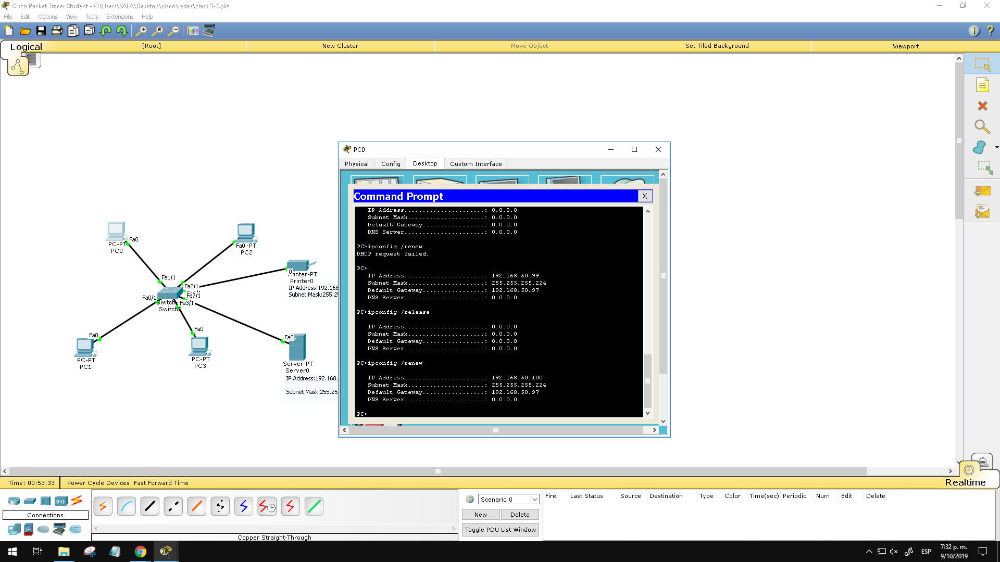 Cisco Packet Tracer Student - C:\Users\SALA\Desktop\cisco\redes\class 3-4.pkt
File Edit Options View Tools Extensions Help
Logical [Root] New Cluster Move Object Set Tiled Background Viewport
PC0
Physical Config Desktop Custom Interface
Command Prompt X
IP Address......................: 0.0.0.0
Subnet Mask.....................: 0.0.0.0
Default Gateway.................: 0.0.0.0
DNS Server......................: 0.0.0.0
PC>ipconfig /renew
DHCP request failed.
PC>
IP Address......................: 192.168.50.99
Subnet Mask.....................: 255.255.255.224
Default Gateway.................: 192.168.50.97
DNS Server......................: 0.0.0.0
PC>ipconfig /release
IP Address......................: 0.0.0.0
Subnet Mask.....................: 0.0.0.0
Default Gateway.................: 0.0.0.0
DNS Server......................: 0.0.0.0
PC>ipconfig /renew
IP Address......................: 192.168.50.100
Subnet Mask.....................: 255.255.255.224
Default Gateway.................: 192.168.50.97
DNS Server......................: 0.0.0.0
PC>
Fa0
PC-PT
PC0
Fa0 -PT
PC2
Printer-PT
Printer0
IP Address:192.168
Subnet Mask:255.2
Fa1/1
Fa2/1
Fa7/1
Fa0/1
Fa3/1
Switch
Switch0
Fa0
PC-PT
PC1
Fa0
PC-PT
PC3
Fa0
Server-PT
Server0
IP Address:192.168.
Subnet Mask:255.25
Realtime
Time: 00:53:33 Power Cycle Devices Fast Forward Time
Connections
Copper Straight-Through
Scenario 0
New Delete
Toggle PDU List Window
Fire Last Status Source Destination Type Color Time(sec) Periodic Num Edit Delete
ESP
7:32 p. m.
9/10/2019